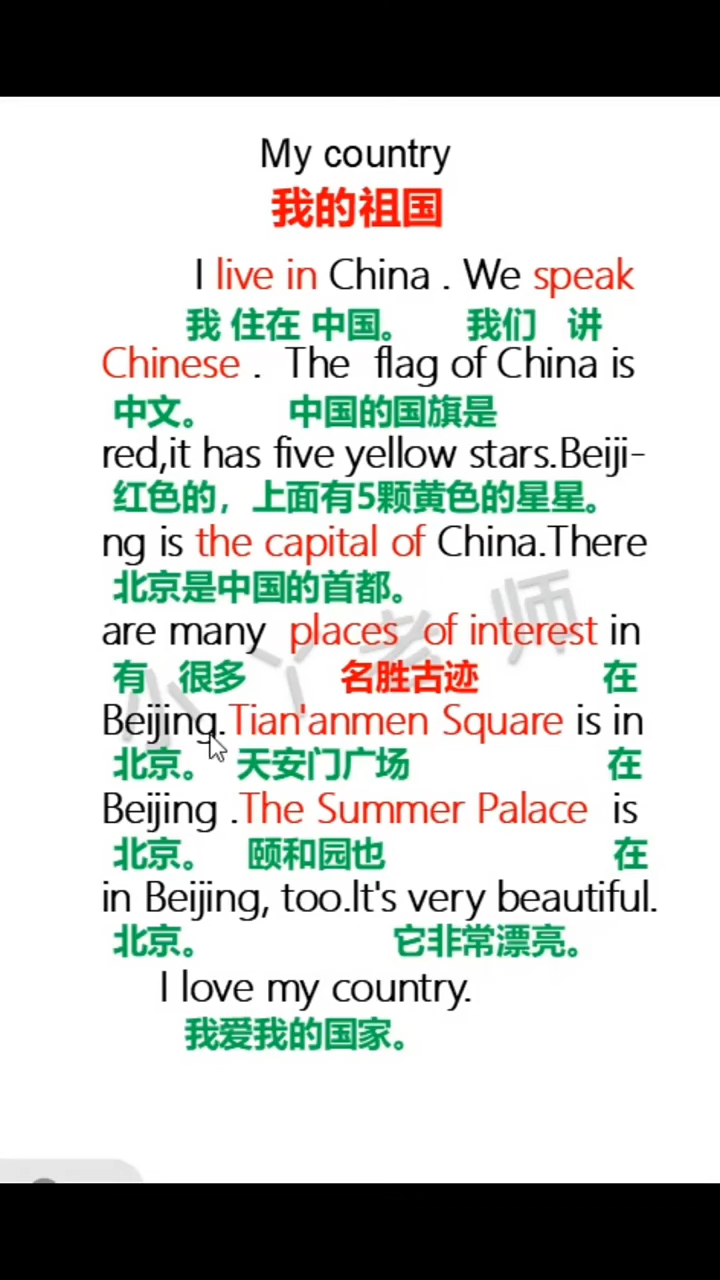 My country
我的祖国
I live in China . We speak
我 住在 中国。 我们 讲
Chinese . The flag of China is
中文。 中国的国旗是
red,it has five yellow stars.Beiji-
红色的，上面有5颗黄色的星星。
ng is the capital of China.There
北京是中国的首都。
are many places of interest in
有 很多 名胜古迹 在
Beijing.Tian'anmen Square is in
北京。 天安门广场 在
Beijing .The Summer Palace is
北京。 颐和园也 在
in Beijing, too.It's very beautiful.
北京。 它非常漂亮。
I love my country.
我爱我的国家。
小丫老师